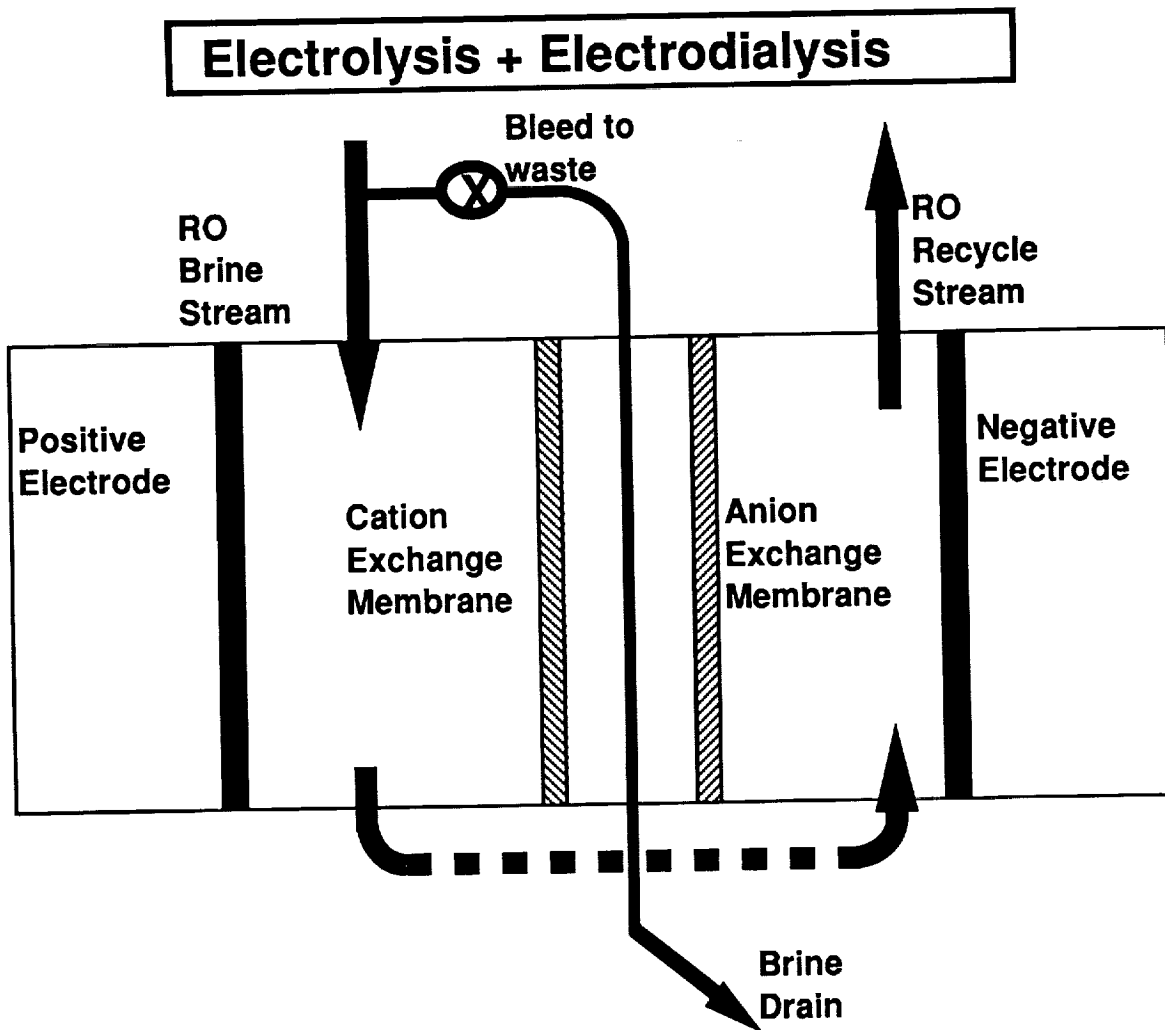 Electrolysis + Electrodialysis
Bleed to
waste
X
RO
Brine
Stream
RO
Recycle
Stream
Positive
Electrode
Negative
Electrode
Cation
Exchange
Membrane
Anion
Exchange
Membrane
Brine
Drain